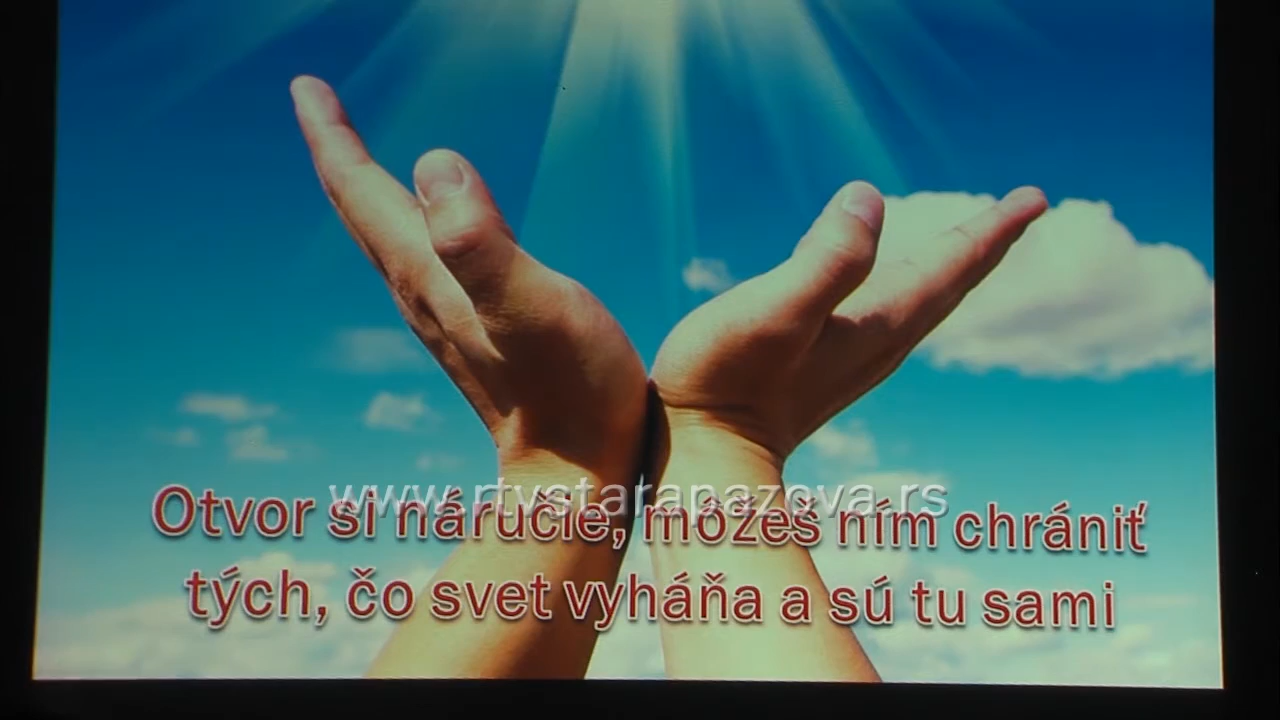 www.rtvstarapazova.rs
Otvor si náručie, môžeš ním chrániť
tých, čo svet vyháňa a sú tu sami